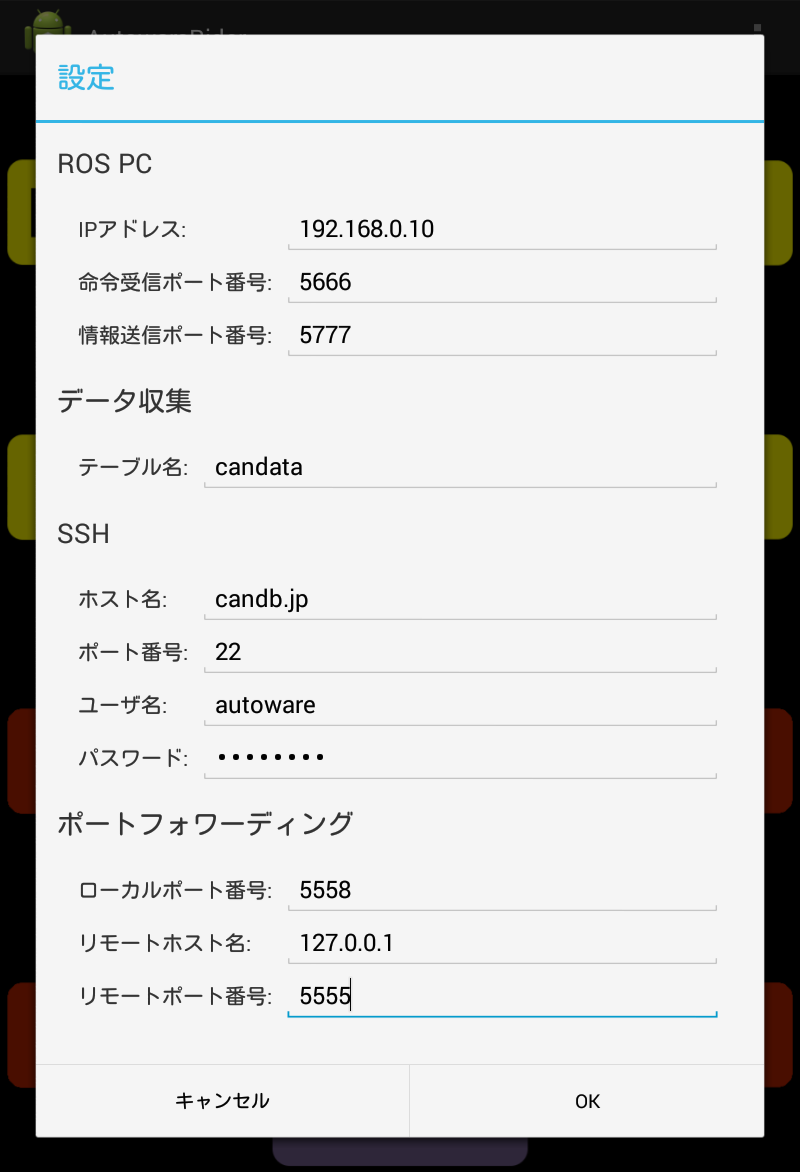 設定
ROS PC
IPアドレス: 192.168.0.10
命令受信ポート番号: 5666
情報送信ポート番号: 5777
データ収集
テーブル名: candata
SSH
ホスト名: candb.jp
ポート番号: 22
ユーザ名: autoware
パスワード: ••••••••
ポートフォワーディング
ローカルポート番号: 5558
リモートホスト名: 127.0.0.1
リモートポート番号: 5555
キャンセル OK